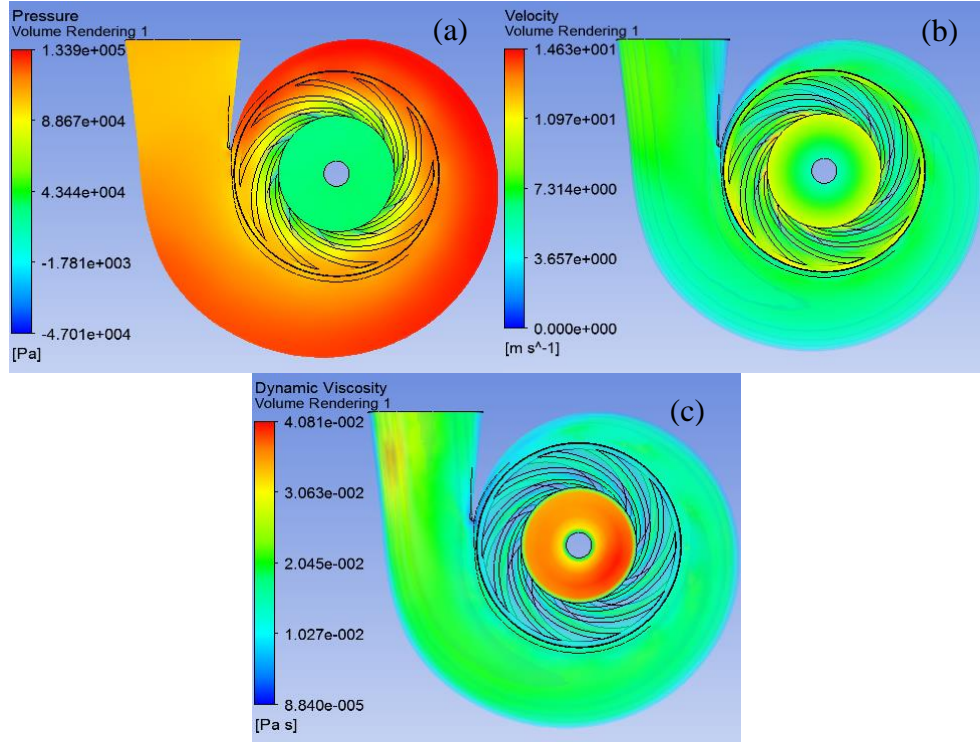 Pressure
Volume Rendering 1
(a)
1.339e+005
8.867e+004
4.344e+004
-1.781e+003
-4.701e+004
[Pa]
Velocity
Volume Rendering 1
(b)
1.463e+001
1.097e+001
7.314e+000
3.657e+000
0.000e+000
[m s^-1]
Dynamic Viscosity
Volume Rendering 1
(c)
4.081e-002
3.063e-002
2.045e-002
1.027e-002
8.840e-005
[Pa s]